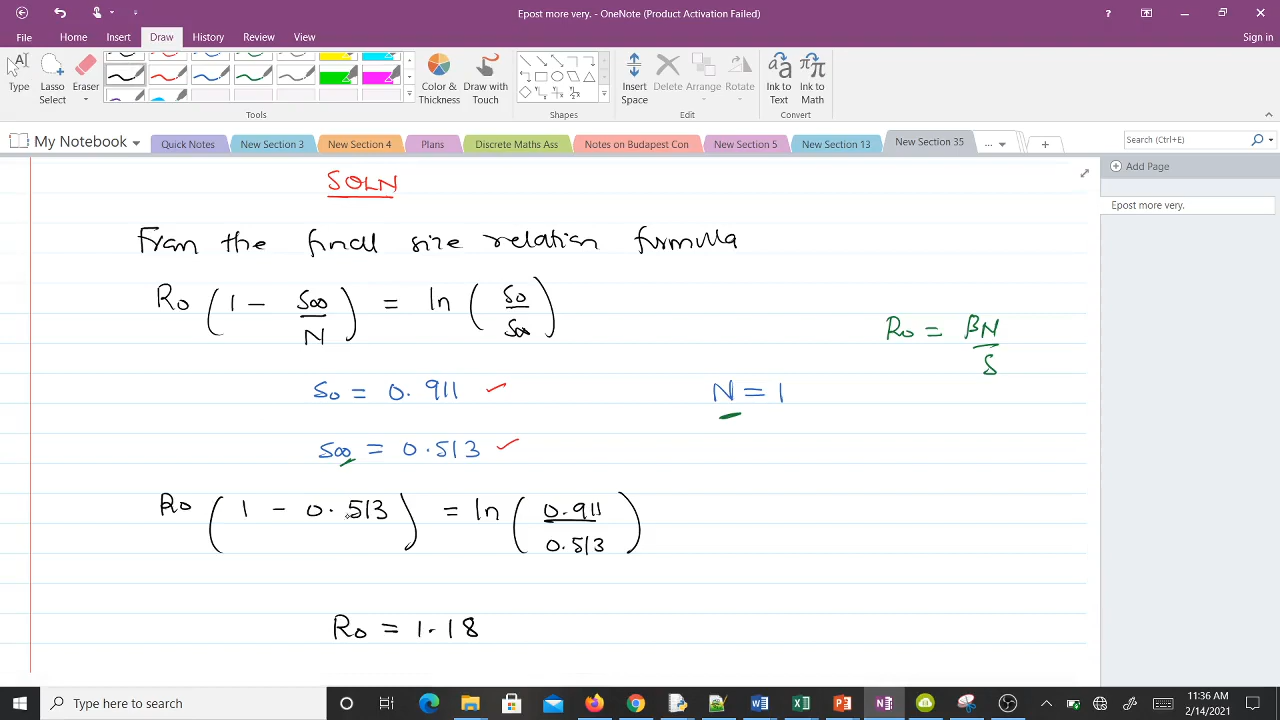 Epost more very. - OneNote (Product Activation Failed)
File Home Insert Draw History Review View Sign in
Type Lasso Select Eraser Color & Thickness Draw with Touch Insert Space Delete Arrange Rotate Ink to Text Ink to Math
Tools Shapes Edit Convert
My Notebook Quick Notes New Section 3 New Section 4 Plans Discrete Maths Ass Notes on Budapest Con New Section 5 New Section 13 New Section 35 ... Search (Ctrl+E)
Add Page
Epost more very.
SOLN
From the final size relation formula
R₀ (1 − S∞/N) = ln (S₀/S∞)
R₀ = βN/δ
S₀ = 0.911 ✓ N = 1
S∞ = 0.513 ✓
R₀ (1 - 0.513) = ln (0.911/0.513)
R₀ = 1.18
Type here to search
11:36 AM
2/14/2021